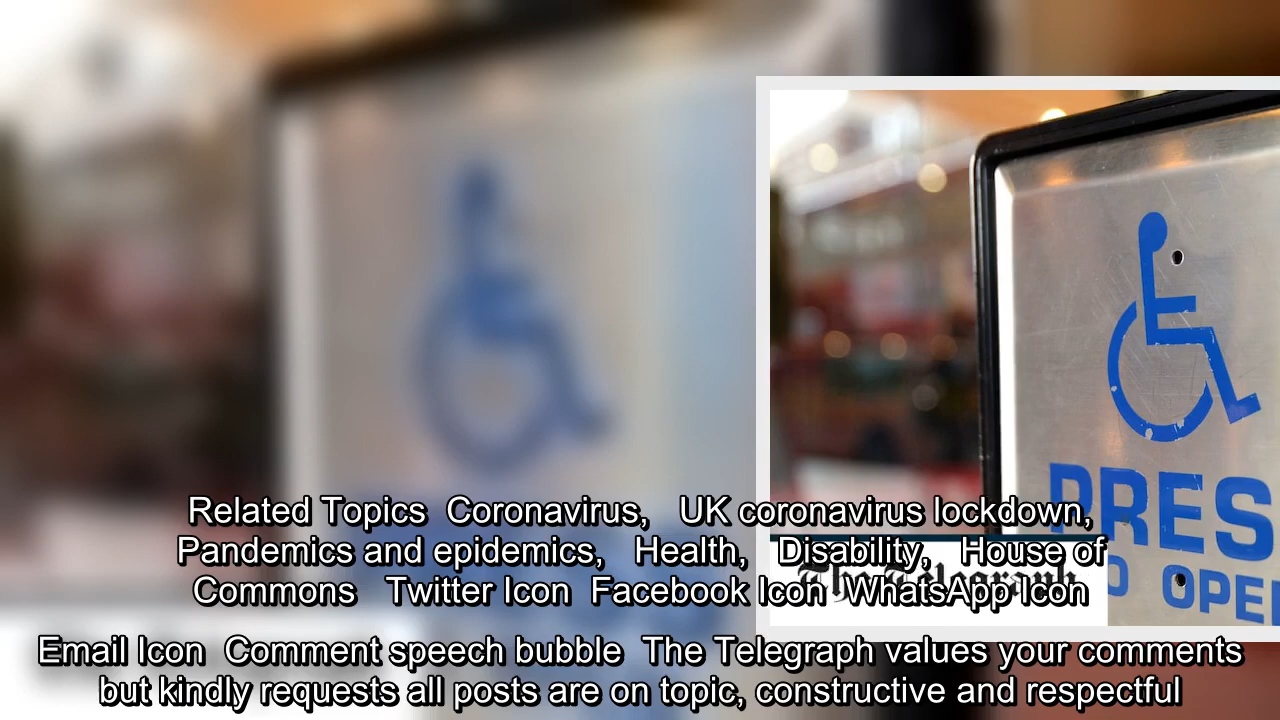 PRES
O OPE
The Telegraph
Related Topics  Coronavirus,   UK coronavirus lockdown,
Pandemics and epidemics,   Health,   Disability,   House of
Commons   Twitter Icon  Facebook Icon  WhatsApp Icon
Email Icon  Comment speech bubble  The Telegraph values your comments
but kindly requests all posts are on topic, constructive and respectful